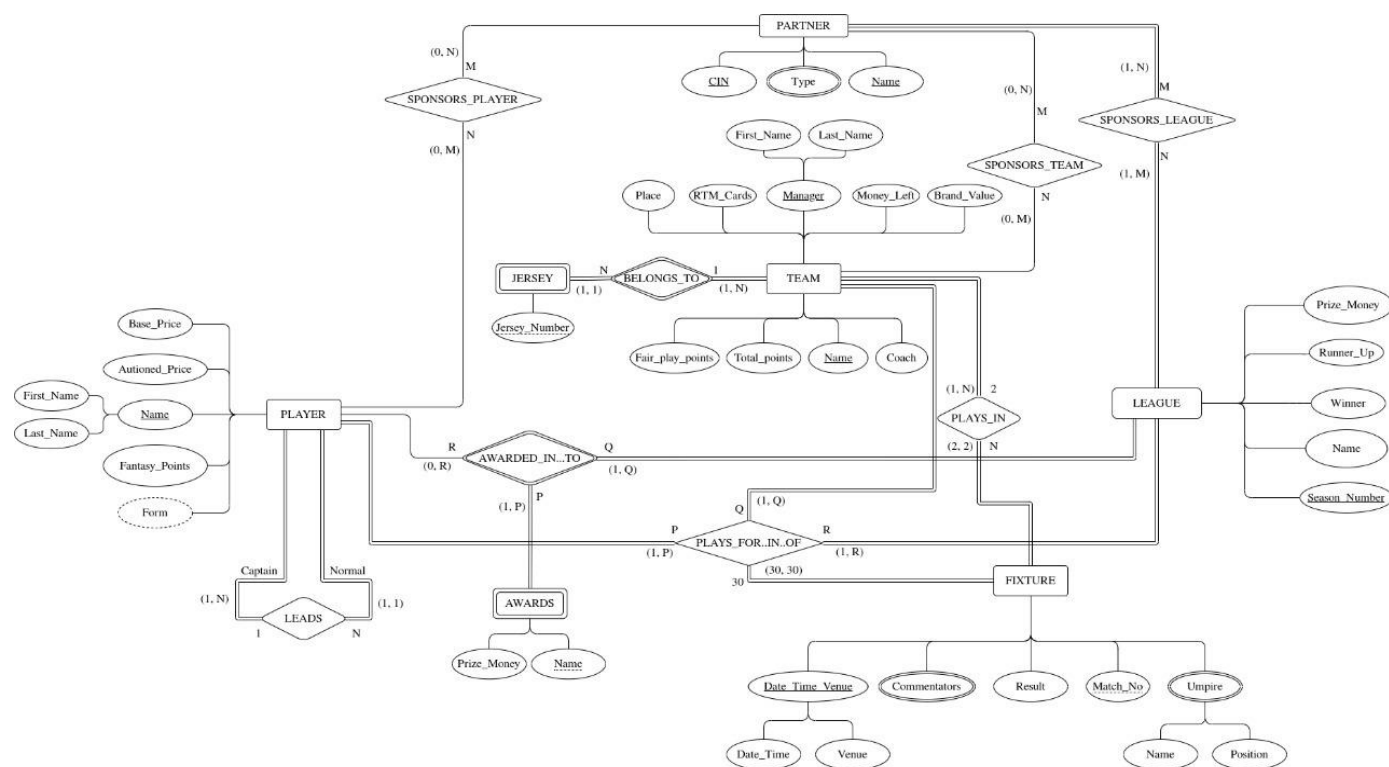 PARTNER
(0, N)
M
CIN
Type
Name
(0, N)
M
(1, N)
M
SPONSORS_PLAYER
SPONSORS_LEAGUE
N
(0, M)
First_Name
Last_Name
N
(1, M)
SPONSORS_TEAM
N
(0, M)
Place
RTM_Cards
Manager
Money_Left
Brand_Value
JERSEY
N
(1, 1)
BELONGS_TO
1
(1, N)
TEAM
Jersey_Number
Fair_play_points
Total_points
Name
Coach
Base_Price
Autioned_Price
First_Name
Last_Name
Name
Fantasy_Points
Form
PLAYER
Prize_Money
Runner_Up
Winner
Name
Season_Number
LEAGUE
(1, N)
2
PLAYS_IN
(2, 2)
N
R
(0, R)
AWARDED_IN...TO
Q
(1, Q)
P
(1, P)
(1, Q)
Q
P
(1, P)
PLAYS_FOR..IN..OF
R
(1, R)
30
(30, 30)
FIXTURE
Captain
Normal
(1, N)
(1, 1)
LEADS
1
N
AWARDS
Prize_Money
Name
Date_Time_Venue
Commentators
Result
Match_No
Umpire
Date_Time
Venue
Name
Position